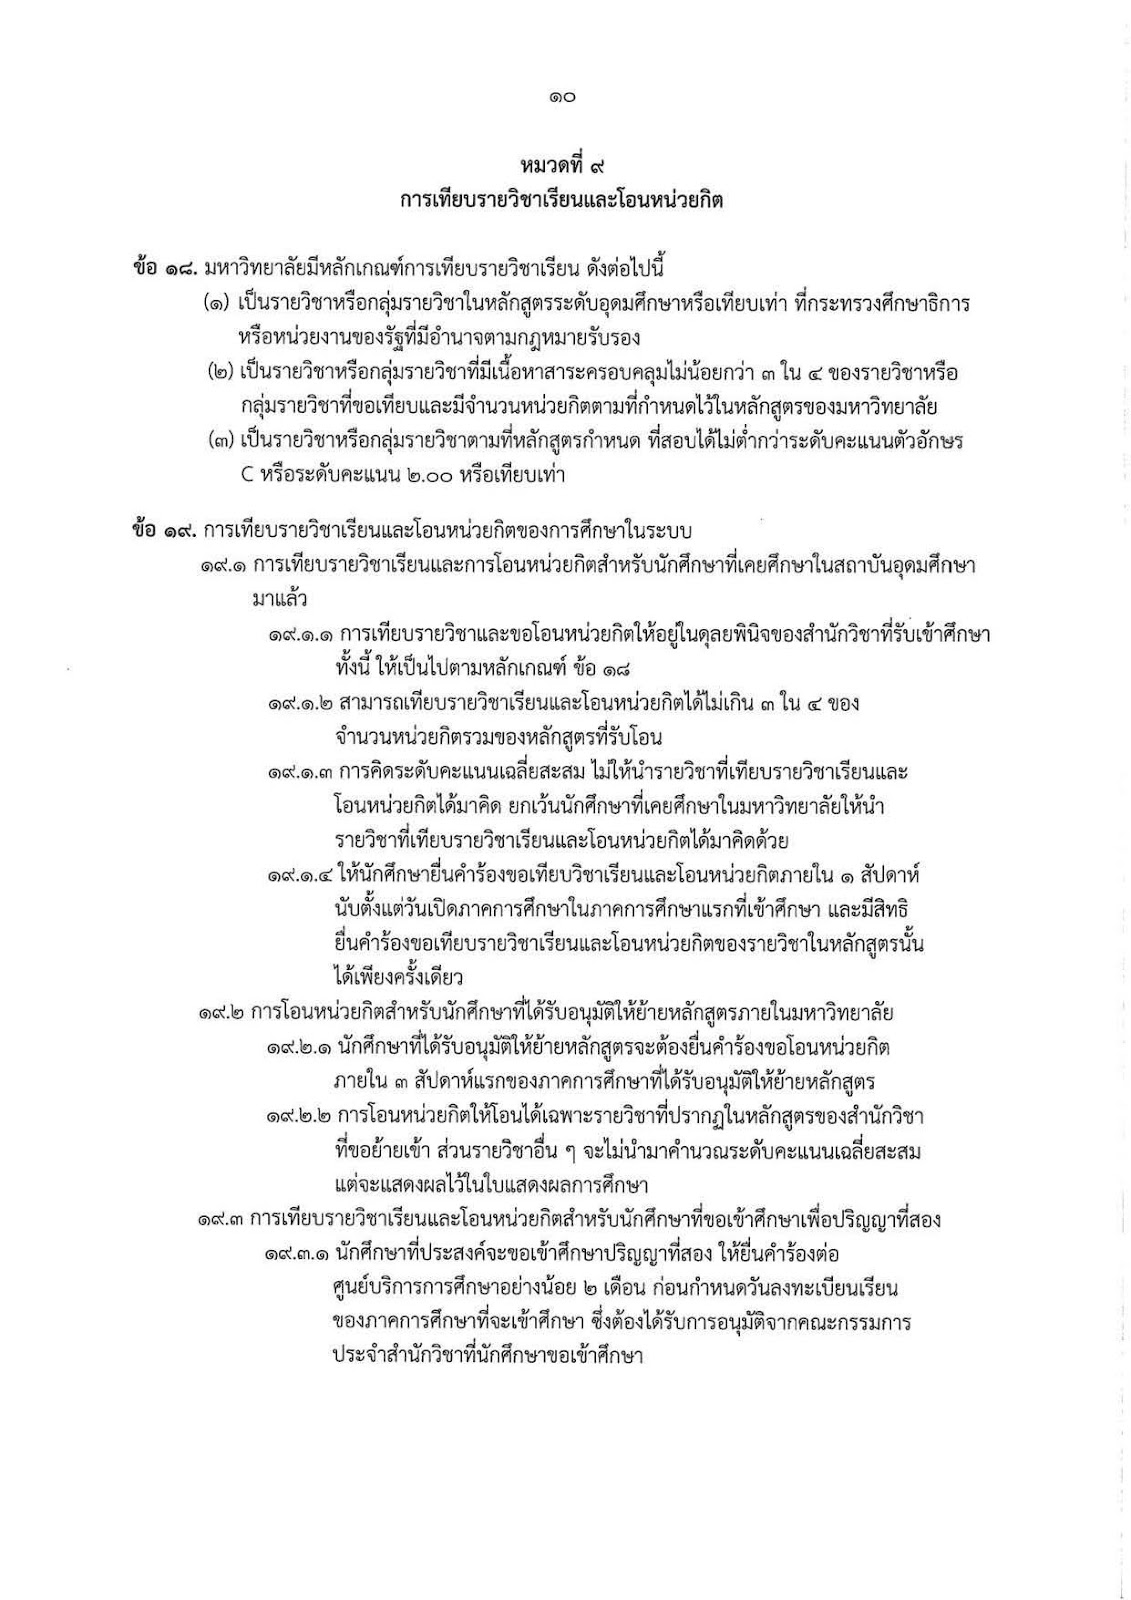 ๑๐
หมวดที่ ๙
การเทียบรายวิชาเรียนและโอนหน่วยกิต
ข้อ ๑๘. มหาวิทยาลัยมีหลักเกณฑ์การเทียบรายวิชาเรียน ดังต่อไปนี้
(๑) เป็นรายวิชาหรือกลุ่มรายวิชาในหลักสูตรระดับอุดมศึกษาหรือเทียบเท่า ที่กระทรวงศึกษาธิการ
หรือหน่วยงานของรัฐที่มีอำนาจตามกฎหมายรับรอง
(๒) เป็นรายวิชาหรือกลุ่มรายวิชาที่มีเนื้อหาสาระครอบคลุมไม่น้อยกว่า ๓ ใน ๔ ของรายวิชาหรือ
กลุ่มรายวิชาที่ขอเทียบและมีจำนวนหน่วยกิตตามที่กำหนดไว้ในหลักสูตรของมหาวิทยาลัย
(๓) เป็นรายวิชาหรือกลุ่มรายวิชาตามที่หลักสูตรกำหนด ที่สอบได้ไม่ต่ำกว่าระดับคะแนนตัวอักษร
C หรือระดับคะแนน ๒.๐๐ หรือเทียบเท่า
ข้อ ๑๙. การเทียบรายวิชาเรียนและโอนหน่วยกิตของการศึกษาในระบบ
๑๙.๑ การเทียบรายวิชาเรียนและการโอนหน่วยกิตสำหรับนักศึกษาที่เคยศึกษาในสถาบันอุดมศึกษา
มาแล้ว
๑๙.๑.๑ การเทียบรายวิชาและขอโอนหน่วยกิตให้อยู่ในดุลยพินิจของสำนักวิชาที่รับเข้าศึกษา
ทั้งนี้ ให้เป็นไปตามหลักเกณฑ์ ข้อ ๑๘
๑๙.๑.๒ สามารถเทียบรายวิชาเรียนและโอนหน่วยกิตได้ไม่เกิน ๓ ใน ๔ ของ
จำนวนหน่วยกิตรวมของหลักสูตรที่รับโอน
๑๙.๑.๓ การคิดระดับคะแนนเฉลี่ยสะสม ไม่ให้นำรายวิชาที่เทียบรายวิชาเรียนและ
โอนหน่วยกิตได้มาคิด ยกเว้นนักศึกษาที่เคยศึกษาในมหาวิทยาลัยให้นำ
รายวิชาที่เทียบรายวิชาเรียนและโอนหน่วยกิตได้มาคิดด้วย
๑๙.๑.๔ ให้นักศึกษายื่นคำร้องขอเทียบวิชาเรียนและโอนหน่วยกิตภายใน ๑ สัปดาห์
นับตั้งแต่วันเปิดภาคการศึกษาในภาคการศึกษาแรกที่เข้าศึกษา และมีสิทธิ
ยื่นคำร้องขอเทียบรายวิชาเรียนและโอนหน่วยกิตของรายวิชาในหลักสูตรนั้น
ได้เพียงครั้งเดียว
๑๙.๒ การโอนหน่วยกิตสำหรับนักศึกษาที่ได้รับอนุมัติให้ย้ายหลักสูตรภายในมหาวิทยาลัย
๑๙.๒.๑ นักศึกษาที่ได้รับอนุมัติให้ย้ายหลักสูตรจะต้องยื่นคำร้องขอโอนหน่วยกิต
ภายใน ๓ สัปดาห์แรกของภาคการศึกษาที่ได้รับอนุมัติให้ย้ายหลักสูตร
๑๙.๒.๒ การโอนหน่วยกิตให้โอนได้เฉพาะรายวิชาที่ปรากฏในหลักสูตรของสำนักวิชา
ที่ขอย้ายเข้า ส่วนรายวิชาอื่น ๆ จะไม่นำมาคำนวณระดับคะแนนเฉลี่ยสะสม
แต่จะแสดงผลไว้ในใบแสดงผลการศึกษา
๑๙.๓ การเทียบรายวิชาเรียนและโอนหน่วยกิตสำหรับนักศึกษาที่ขอเข้าศึกษาเพื่อปริญญาที่สอง
๑๙.๓.๑ นักศึกษาที่ประสงค์จะขอเข้าศึกษาปริญญาที่สอง ให้ยื่นคำร้องต่อ
ศูนย์บริการการศึกษาอย่างน้อย ๒ เดือน ก่อนกำหนดวันลงทะเบียนเรียน
ของภาคการศึกษาที่จะเข้าศึกษา ซึ่งต้องได้รับการอนุมัติจากคณะกรรมการ
ประจำสำนักวิชาที่นักศึกษาขอเข้าศึกษา